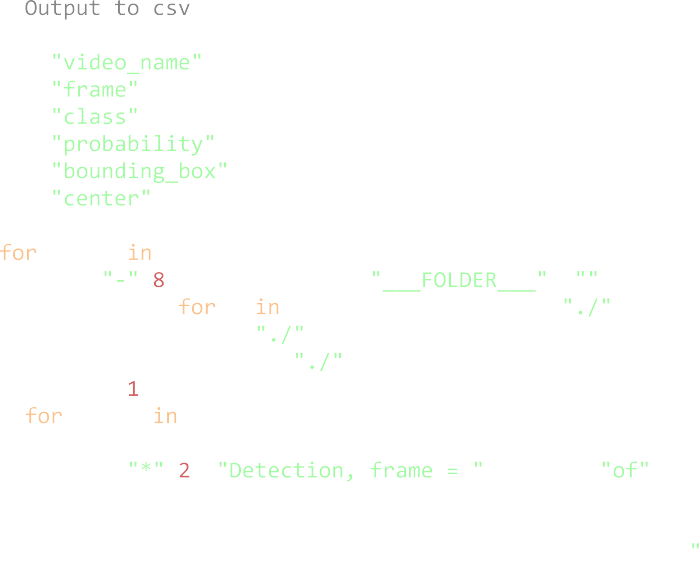 Output to csv
"video_name"
"frame"
"class"
"probability"
"bounding_box"
"center"
for in
"-" 8 "___FOLDER___" ""
for in "./"
"./"
"./"
1
for in
"*" 2 "Detection, frame = " "of"
"